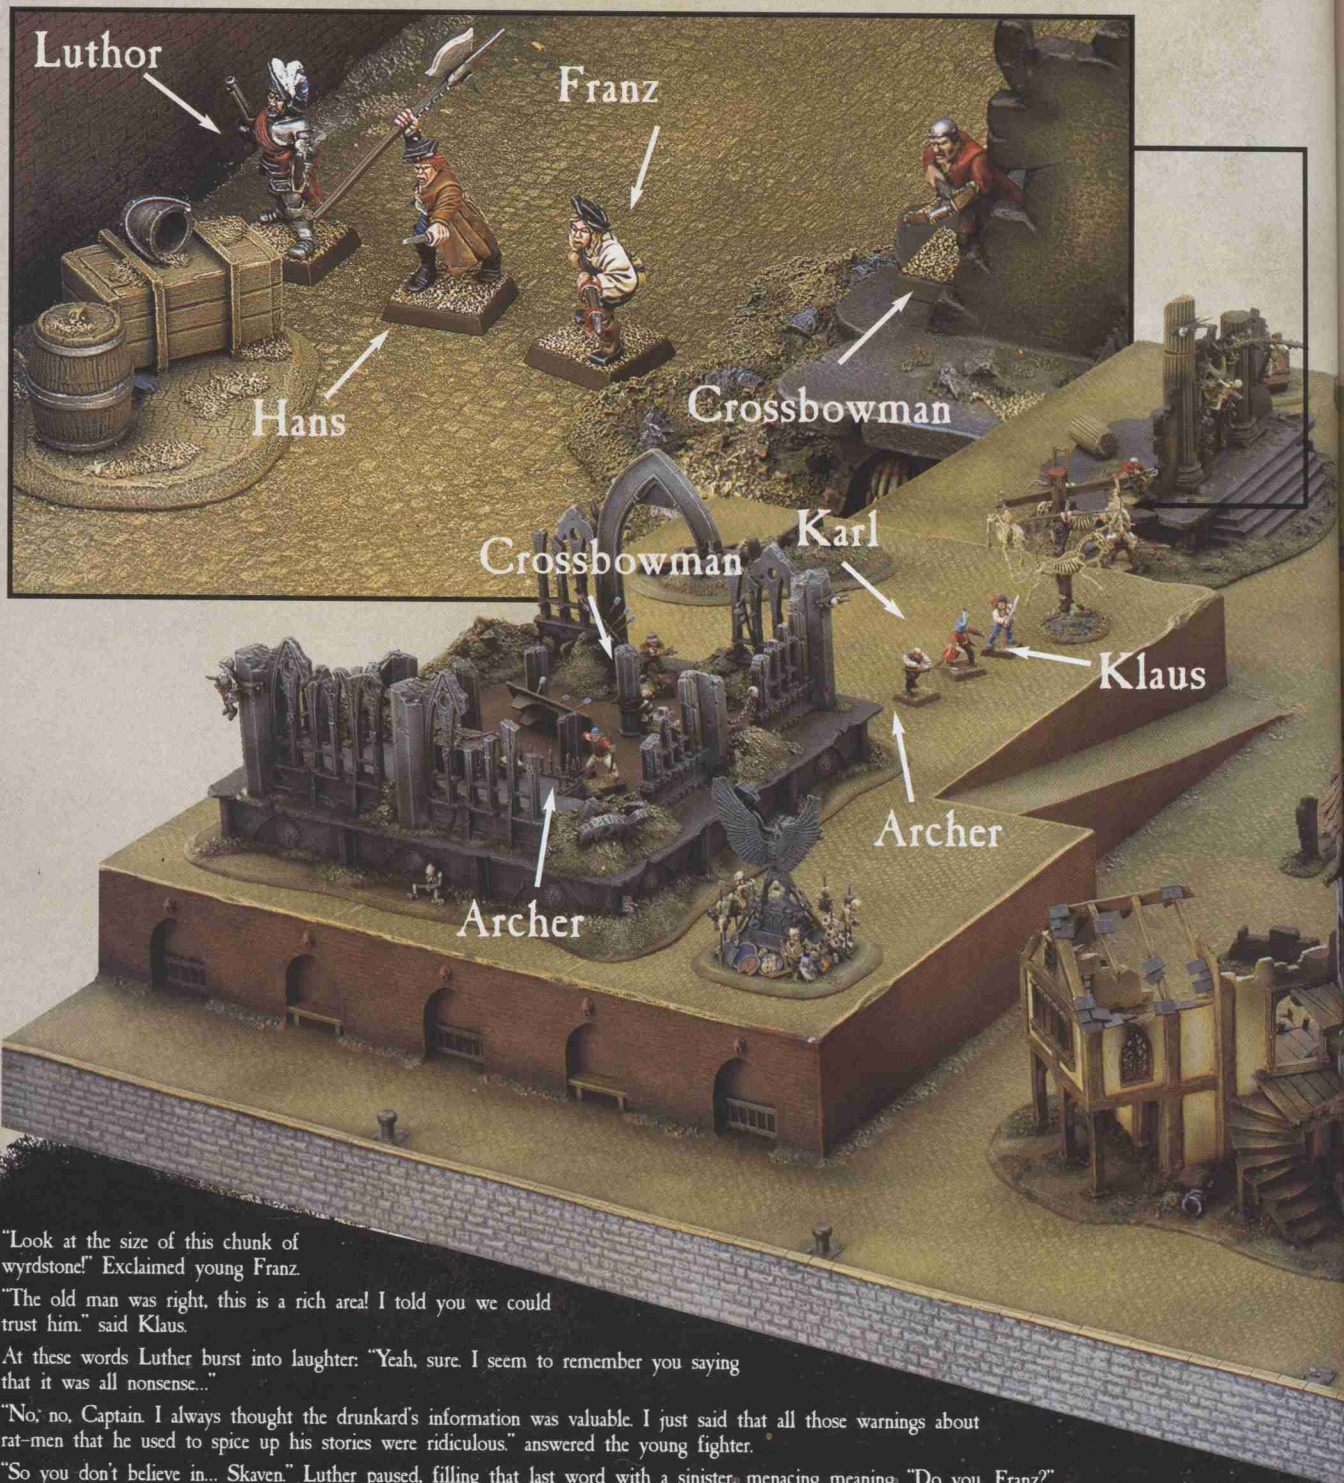 Luthor
Franz
Hans
Crossbowman
Crossbowman
Karl
Klaus
Archer
Archer
“Look at the size of this chunk of
wyrdstone!” Exclaimed young Franz.
“The old man was right, this is a rich area! I told you we could
trust him.” said Klaus.
At these words Luther burst into laughter: “Yeah, sure. I seem to remember you saying
that it was all nonsense...”
“No, no, Captain. I always thought the drunkard's information was valuable. I just said that all those warnings about
rat-men that he used to spice up his stories were ridiculous.” answered the young fighter.
“So you don't believe in... Skaven.” Luther paused, filling that last word with a sinister, menacing meaning. “Do you, Franz?”